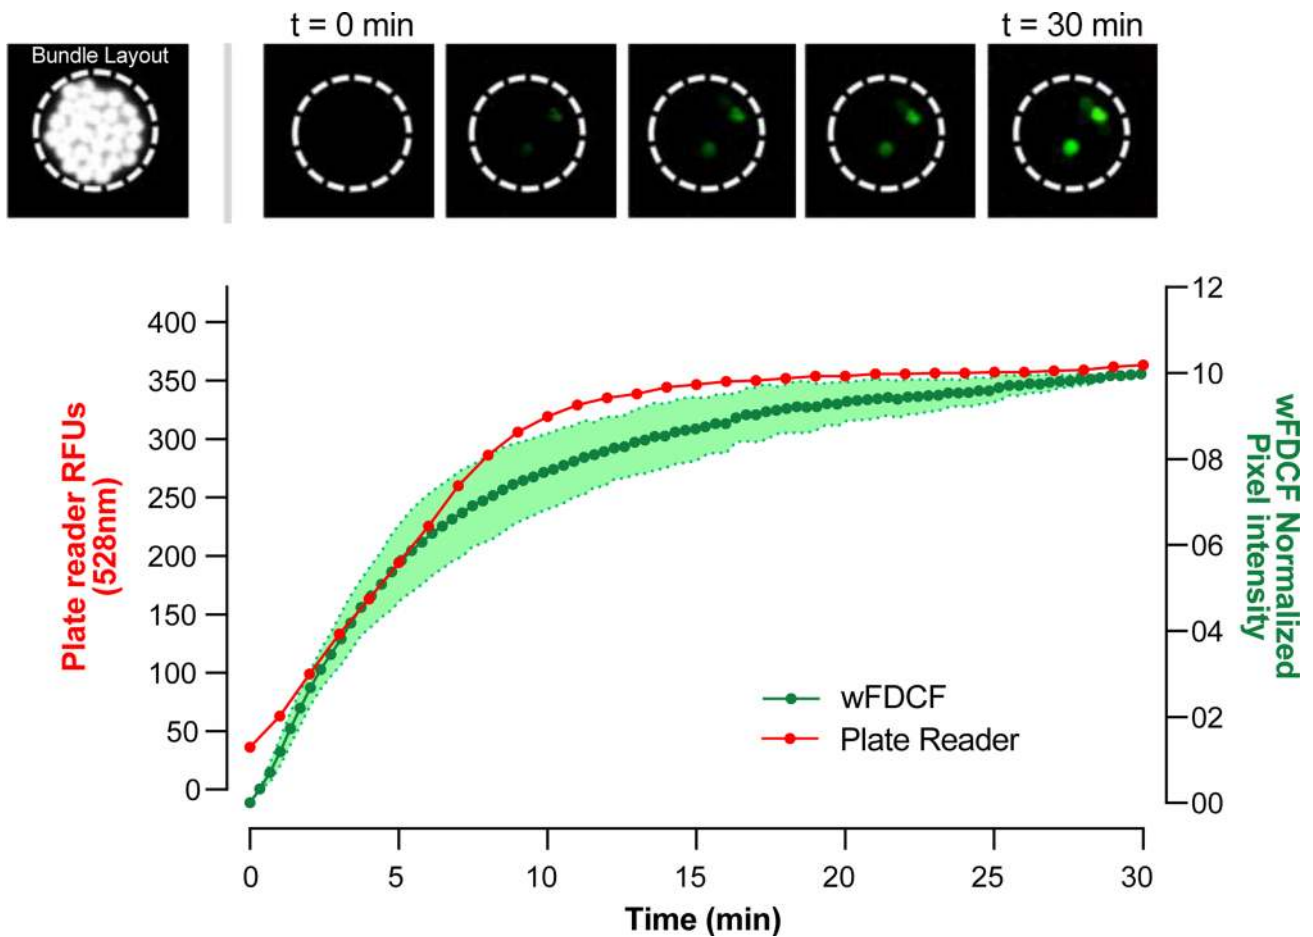 t = 0 min
t = 30 min
Bundle Layout
400
350
300
250
200
150
100
50
0
Plate reader RFUs
(528nm)
12
10
08
06
04
02
00
wFDCF Normalized
Pixel intensity
wFDCF
Plate Reader
0
5
10
15
20
25
30
Time (min)